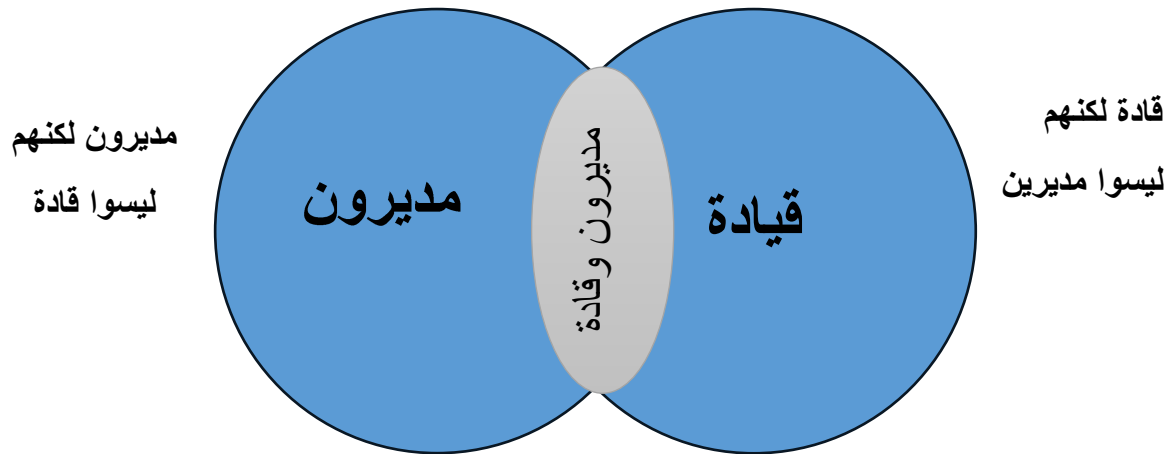 قادة لكنهم
ليسوا مديرين
قيادة
مديرون وقادة
مديرون
مديرون لكنهم
ليسوا قادة